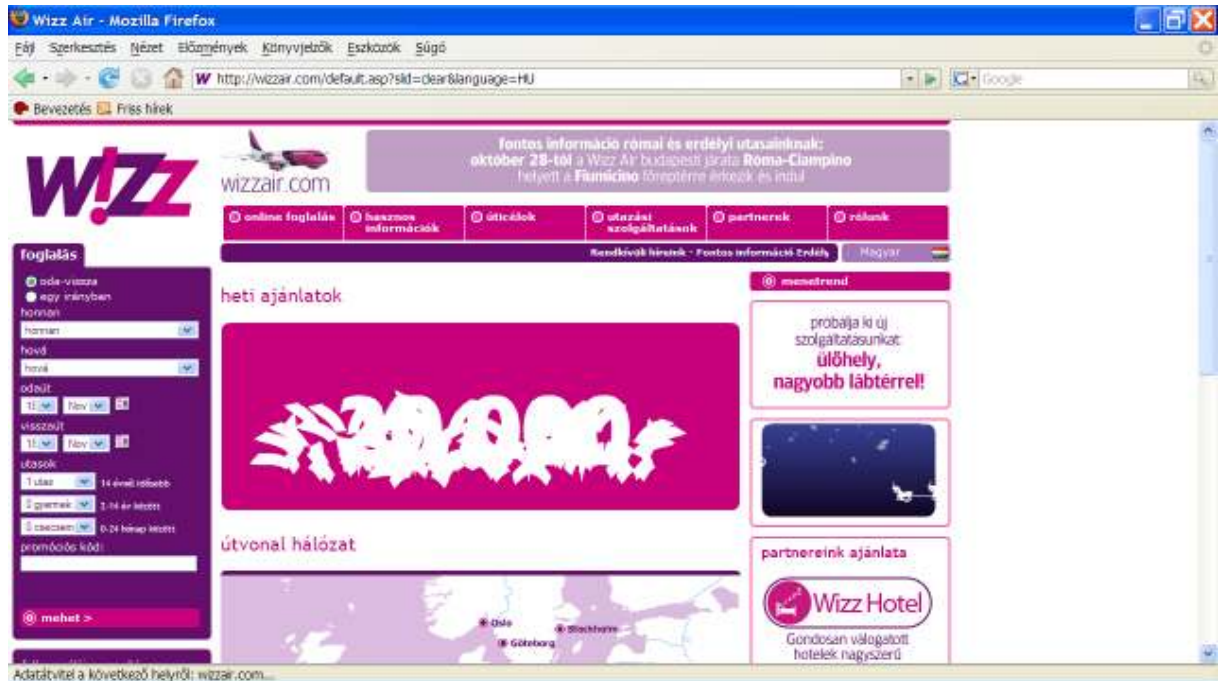 Wizz Air - Mozilla Firefox
Fájl Szerkesztés Nézet Előzmények Könyvjelzők Eszközök Súgó
http://wizzair.com/default.asp?sid=clear&language=HU
Google
Bevezetés Friss hírek
WIZZ
wizzair.com
fontos információ római és erdélyi utasainknak:
október 28-tól a Wizz Air budapesti járata Róma-Ciampino
helyett a Fiumicino főreptérre érkezik és indul
online foglalás
hasznos
információk
úticélok
utazási
szolgáltatások
partnerek
rólunk
Rendkívüli híreink - Fontos információ Erdély
Magyar
foglalás
oda-vissza
egy irányban
honnan
honnan
hová
hová
odaút
Nov
visszaút
Nov
utasok
1 utas 14 évnél idősebb
gyermek 2-14 év között
csecsem 0-24 hónap között
promóciós kód:
mehet >
heti ajánlatok
útvonal hálózat
Oslo
Stockholm
Göteborg
menetrend
próbálja ki új
szolgáltatásunkat:
ülőhely,
nagyobb lábtérrel!
partnereink ajánlata
Wizz Hotel
Gondosan válogatott
hotelek nagyszerű
Adatátvitel a következő helyről: wizzair.com...